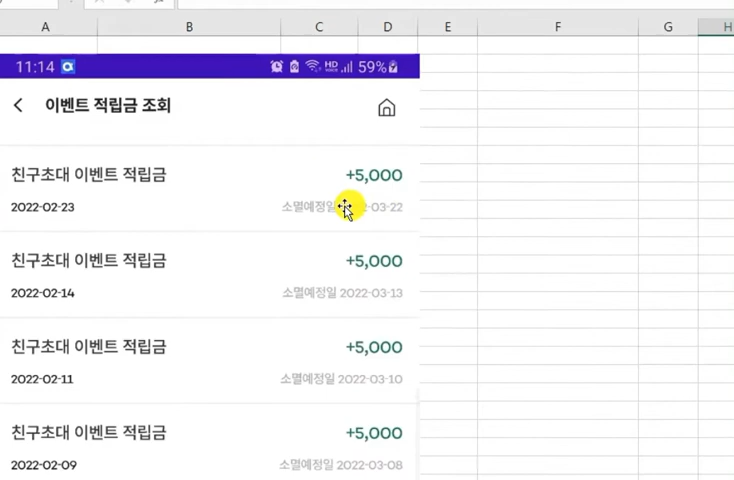 A B C D E F G H
11:14 HD 59%
이벤트 적립금 조회
친구초대 이벤트 적립금 +5,000
2022-02-23 소멸예정일 -03-22
친구초대 이벤트 적립금 +5,000
2022-02-14 소멸예정일 2022-03-13
친구초대 이벤트 적립금 +5,000
2022-02-11 소멸예정일 2022-03-10
친구초대 이벤트 적립금 +5,000
2022-02-09 소멸예정일 2022-03-08